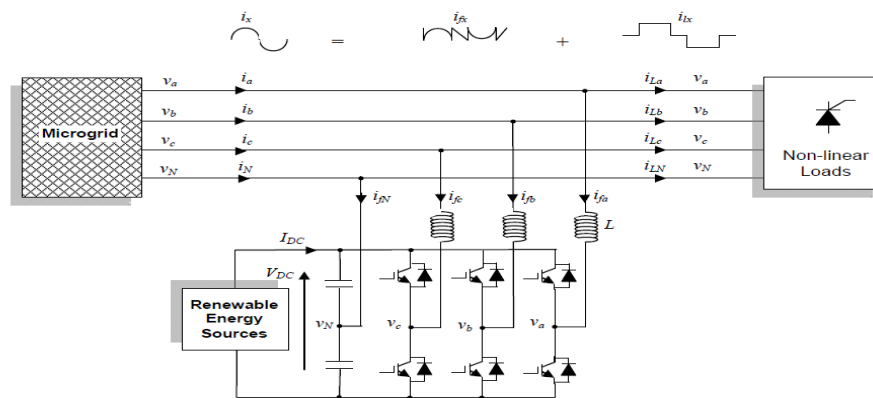 i_x = i_fx + i_lx
v_a i_a i_La v_a
v_b i_b i_Lb v_b
Microgrid
v_c i_c i_Lc v_c
Non-linear
Loads
v_N i_N i_LN v_N
i_fN i_fc i_fb i_fa
L
I_DC
V_DC
Renewable
Energy
Sources
v_N v_c v_b v_a